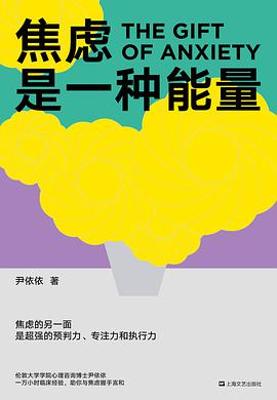 焦虑
THE GIFT
OF ANXIETY
是一种能量
尹依依 著
焦虑的另一面
是超强的预判力、专注力和执行力
伦敦大学学院心理咨询博士尹依依
一万小时临床经验，助你与焦虑握手言和
上海文艺出版社